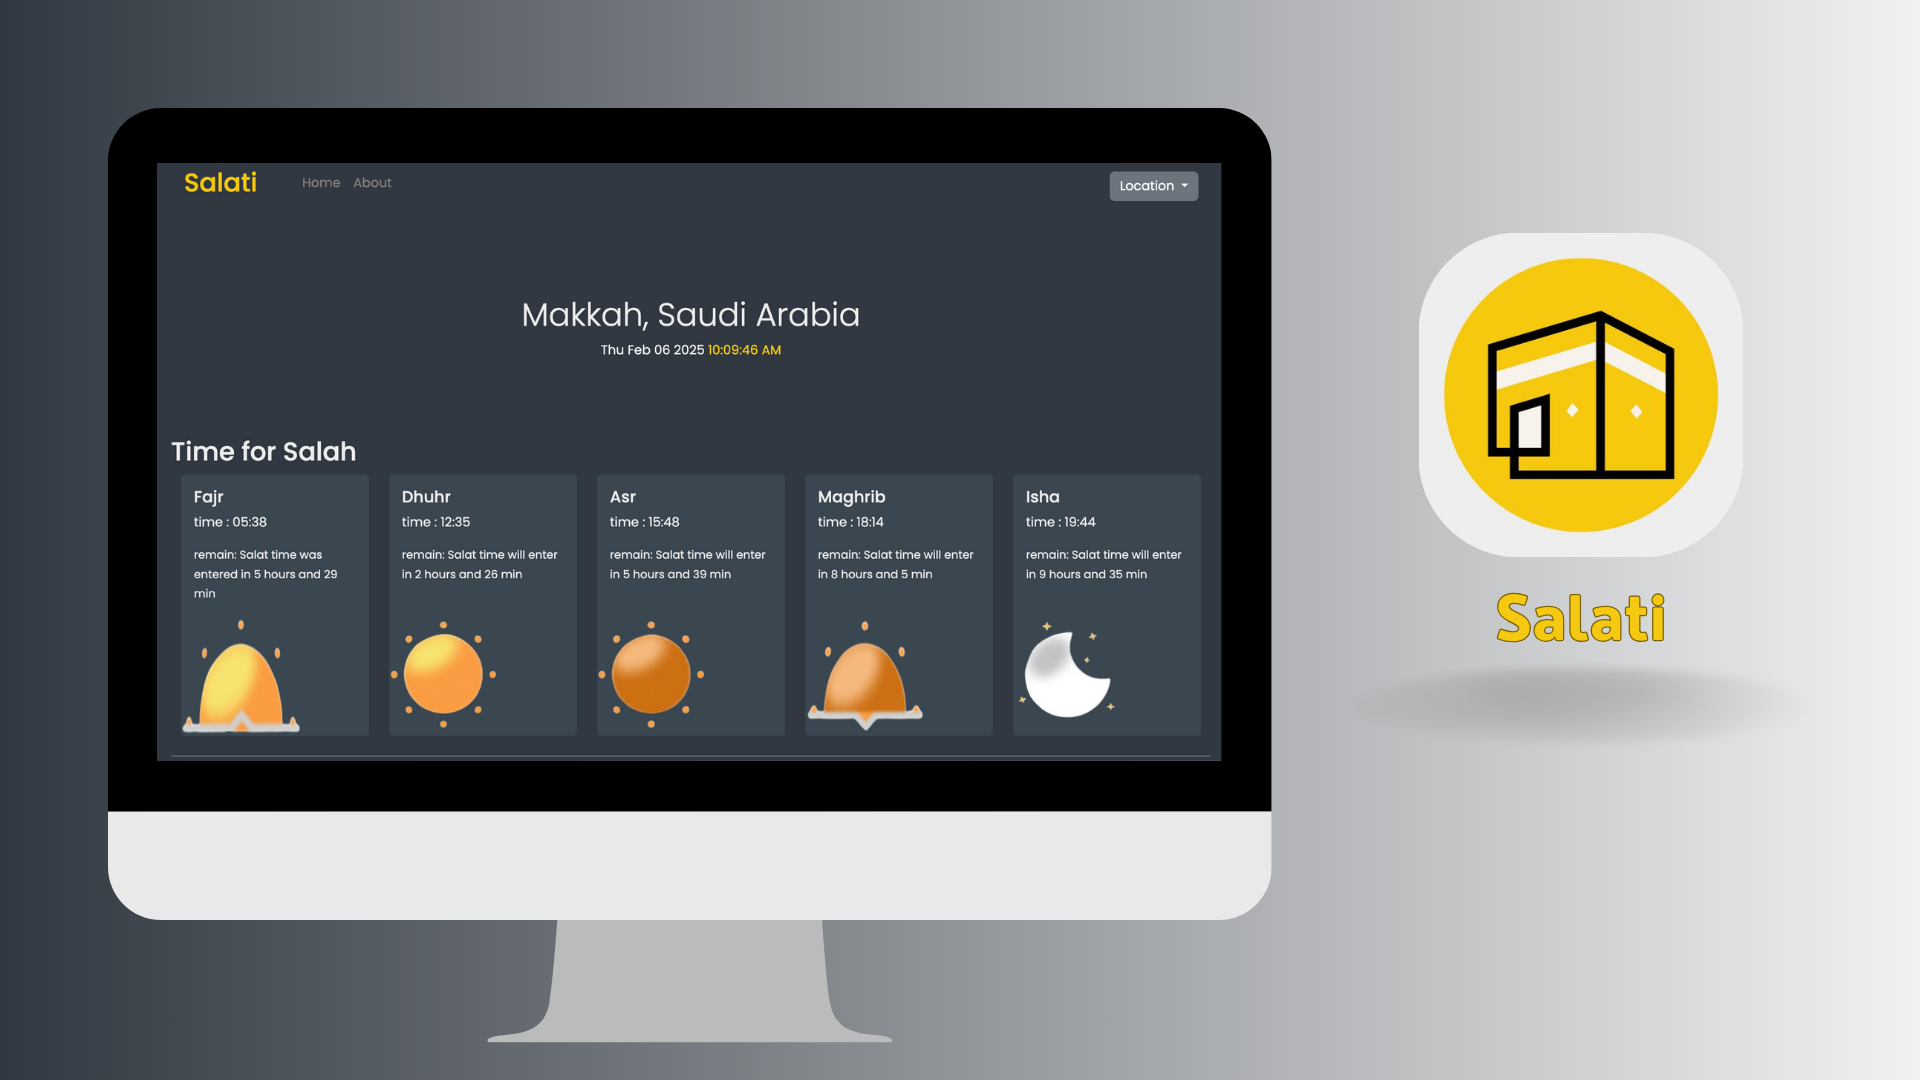 Salati
Home
About
Location
Makkah, Saudi Arabia
Thu Feb 06 2025 10:09:46 AM
Time for Salah
Fajr
time : 05:38
remain: Salat time was
entered in 5 hours and 29
min
Dhuhr
time : 12:35
remain: Salat time will enter
in 2 hours and 26 min
Asr
time : 15:48
remain: Salat time will enter
in 5 hours and 39 min
Maghrib
time : 18:14
remain: Salat time will enter
in 8 hours and 5 min
Isha
time : 19:44
remain: Salat time will enter
in 9 hours and 35 min
Salati